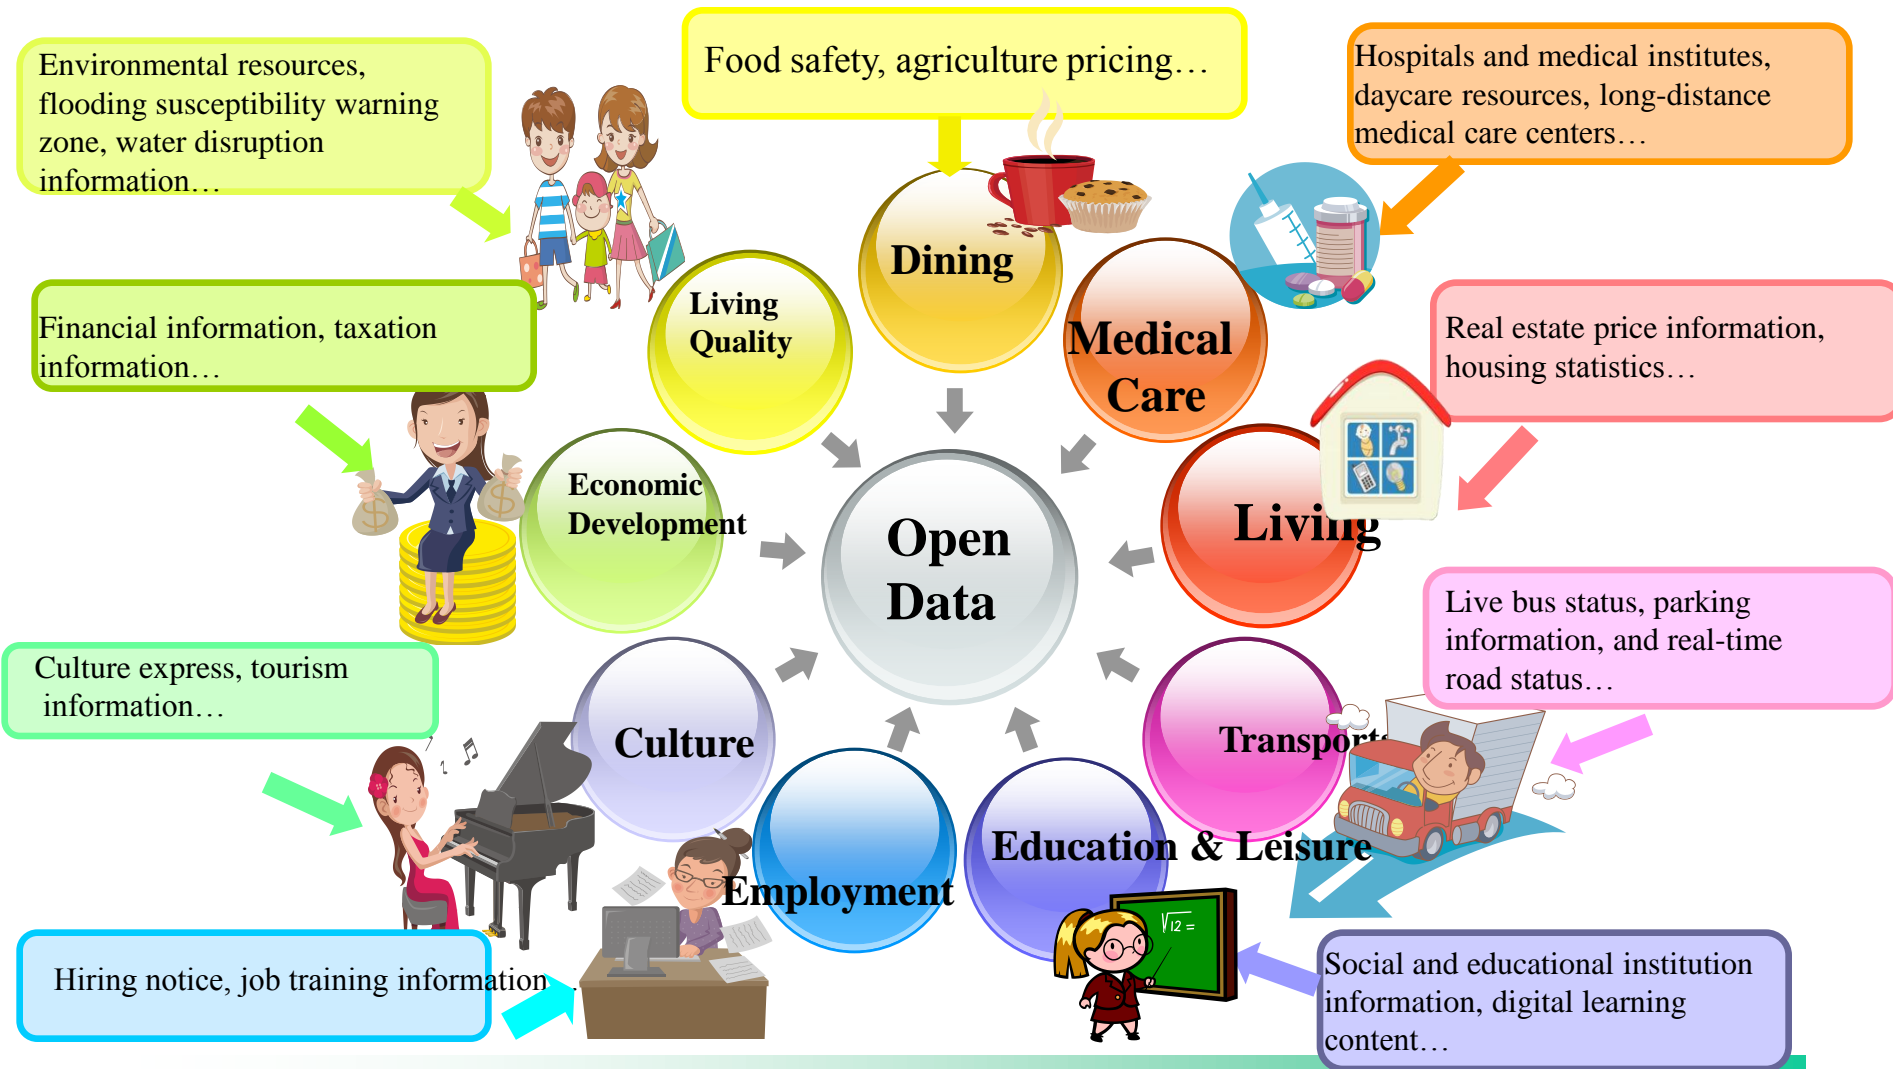 Food safety, agriculture pricing…
Environmental resources,
flooding susceptibility warning
zone, water disruption
information…
Hospitals and medical institutes,
daycare resources, long-distance
medical care centers…
Dining
Living
Quality
Medical
Care
Financial information, taxation
information…
Real estate price information,
housing statistics…
Economic
Development
Open
Data
Living
Live bus status, parking
information, and real-time
road status…
Culture express, tourism
information…
Culture
Transports
Education & Leisure
Employment
√12 =
Hiring notice, job training information…
Social and educational institution
information, digital learning
content…